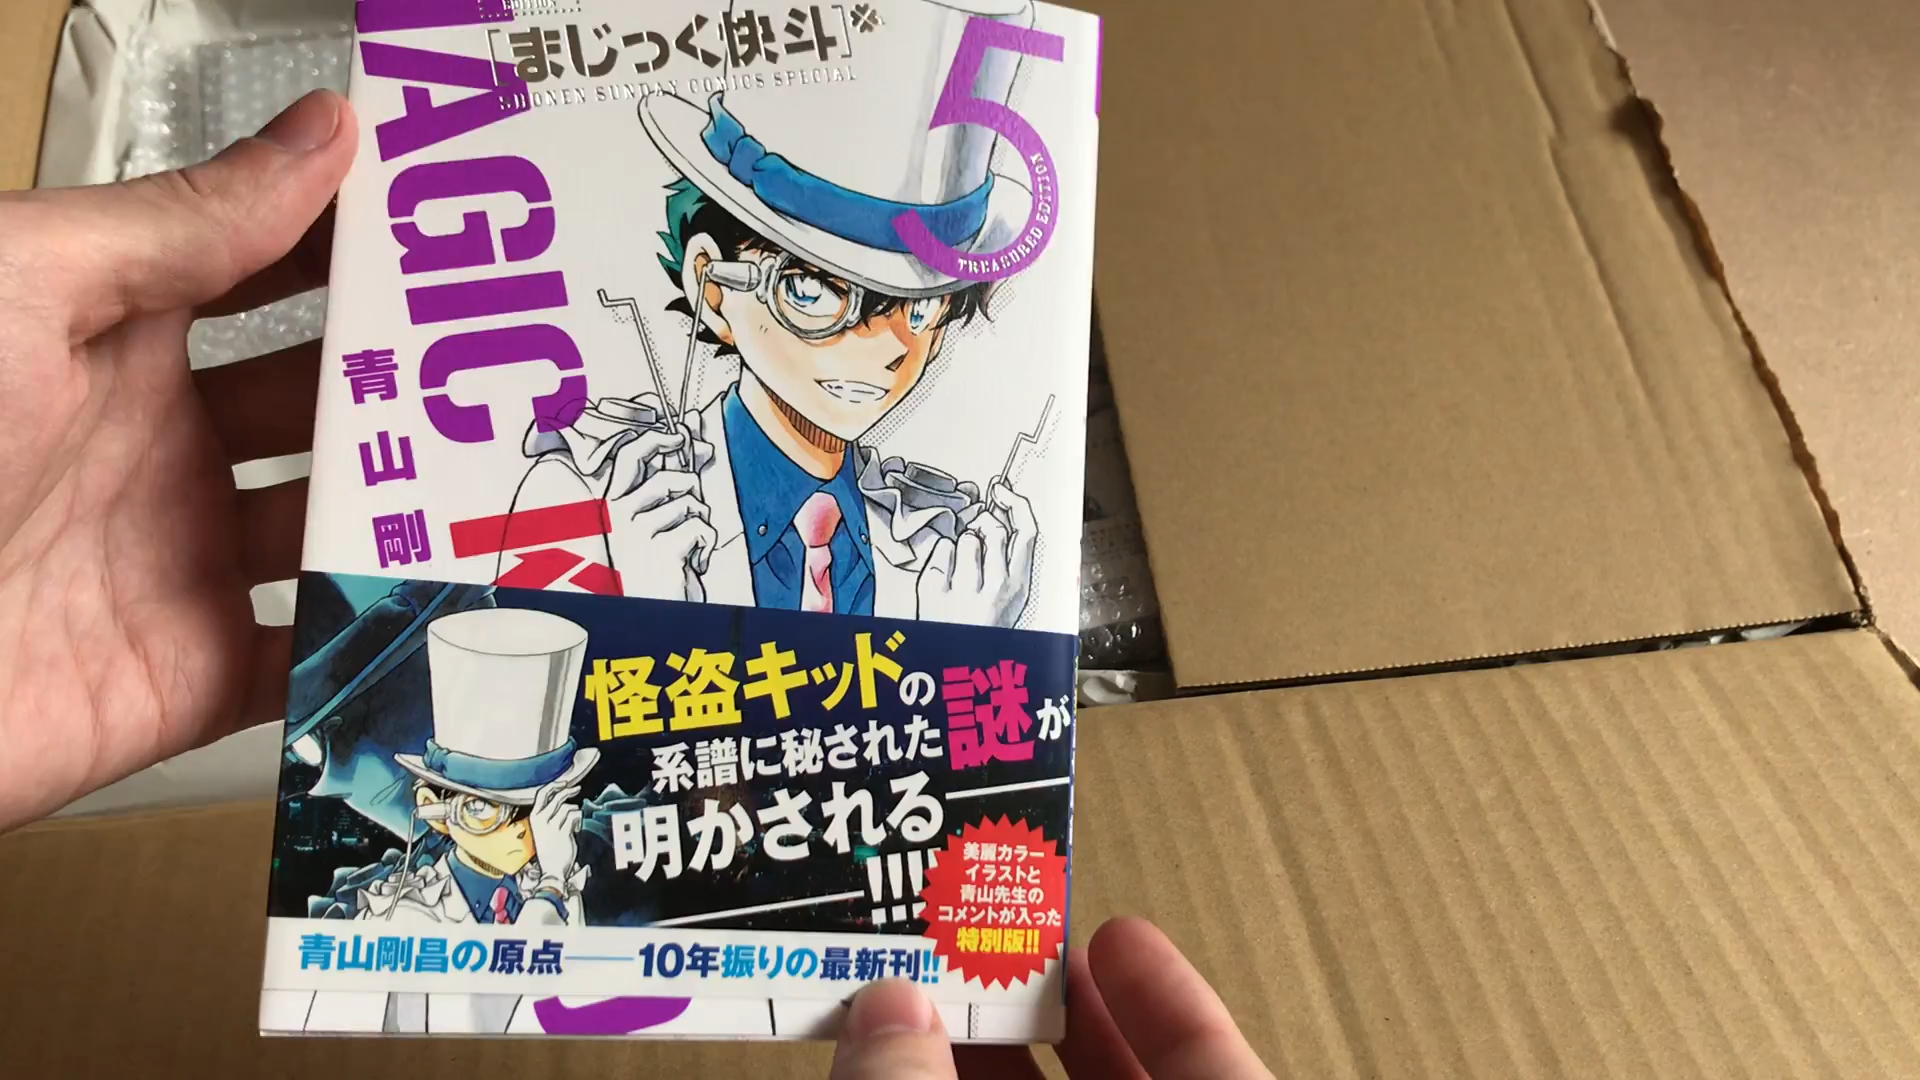 EDITION
[まじっく快斗]
SHONEN SUNDAY COMICS SPECIAL
5
TREASURED EDITION
MAGIC K
青山剛
怪盗キッドの
系譜に秘された謎が
明かされる
!!!
美麗カラー
イラストと
青山先生の
コメントが入った
特別版!!
青山剛昌の原点——10年振りの最新刊!!